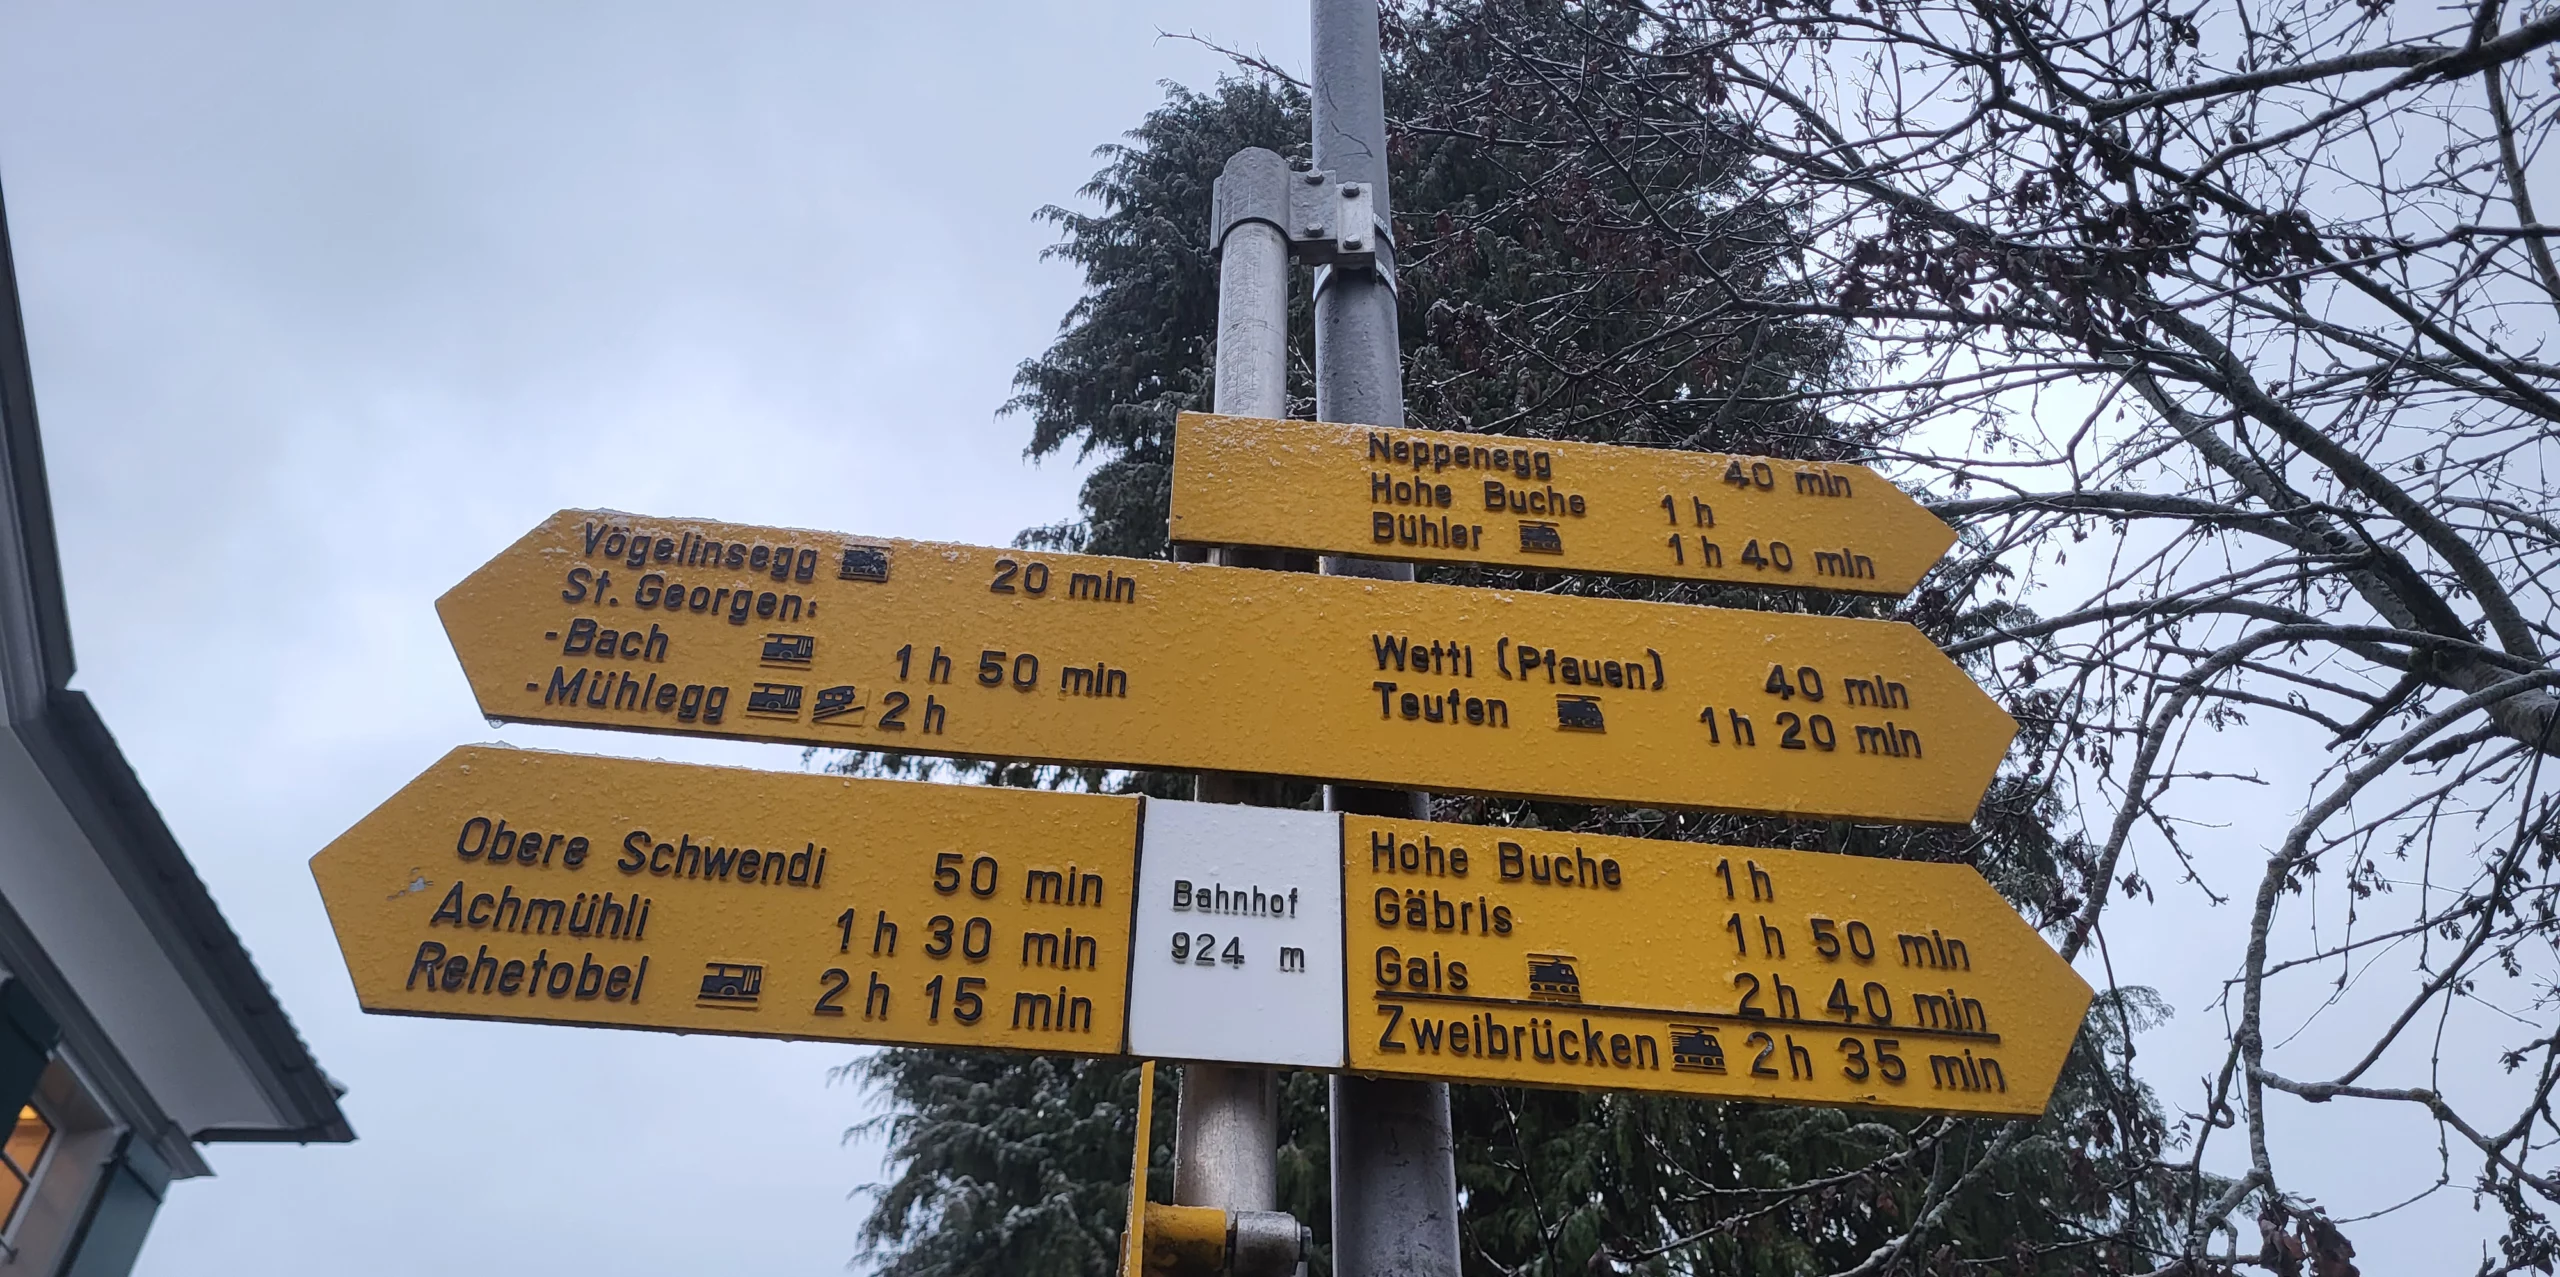 Neppenegg 40 min
Hohe Buche 1 h
Bühler 1 h 40 min
Vögelinsegg 20 min
St. Georgen:
-Bach 1 h 50 min
-Mühlegg 2 h
Wetti (Pfauen) 40 min
Teufen 1 h 20 min
Obere Schwendi 50 min
Achmühli 1 h 30 min
Rehetobel 2 h 15 min
Bahnhof
924 m
Hohe Buche 1 h
Gäbris 1 h 50 min
Gais 2 h 40 min
Zweibrücken 2 h 35 min